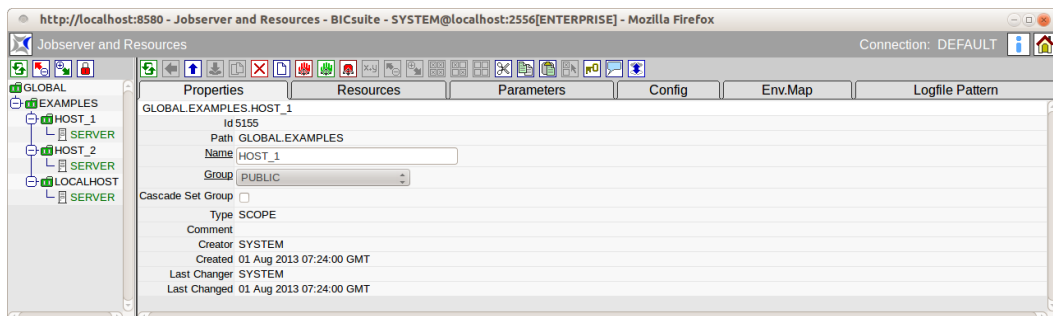 http://localhost:8580 - Jobserver and Resources - BICsuite - SYSTEM@localhost:2556[ENTERPRISE] - Mozilla Firefox
Jobserver and Resources
Connection: DEFAULT
GLOBAL
EXAMPLES
HOST_1
SERVER
HOST_2
SERVER
LOCALHOST
SERVER
x-y
Properties
Resources
Parameters
Config
Env.Map
Logfile Pattern
GLOBAL.EXAMPLES.HOST_1
Id 5155
Path GLOBAL.EXAMPLES
Name HOST_1
Group PUBLIC
Cascade Set Group
Type SCOPE
Comment
Creator SYSTEM
Created 01 Aug 2013 07:24:00 GMT
Last Changer SYSTEM
Last Changed 01 Aug 2013 07:24:00 GMT